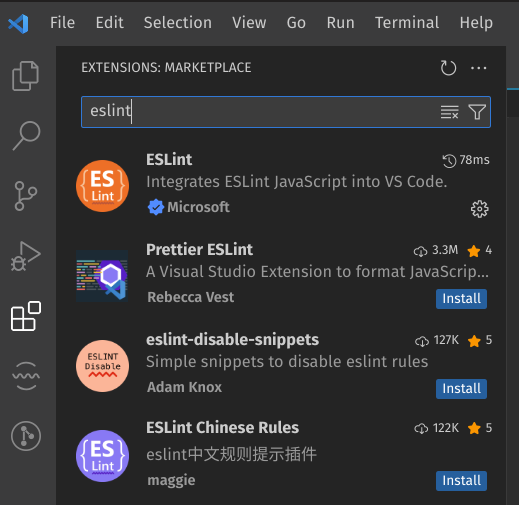 File Edit Selection View Go Run Terminal Help
EXTENSIONS: MARKETPLACE
eslint
ES
Lint
ESLint 78ms
Integrates ESLint JavaScript into VS Code.
Microsoft
Prettier ESLint 3.3M 4
A Visual Studio Extension to format JavaScrip...
Rebecca Vest Install
ESLINT
Disable
eslint-disable-snippets 127K 5
Simple snippets to disable eslint rules
Adam Knox Install
ES
Lint
ESLint Chinese Rules 122K 5
eslint中文规则提示插件
maggie Install